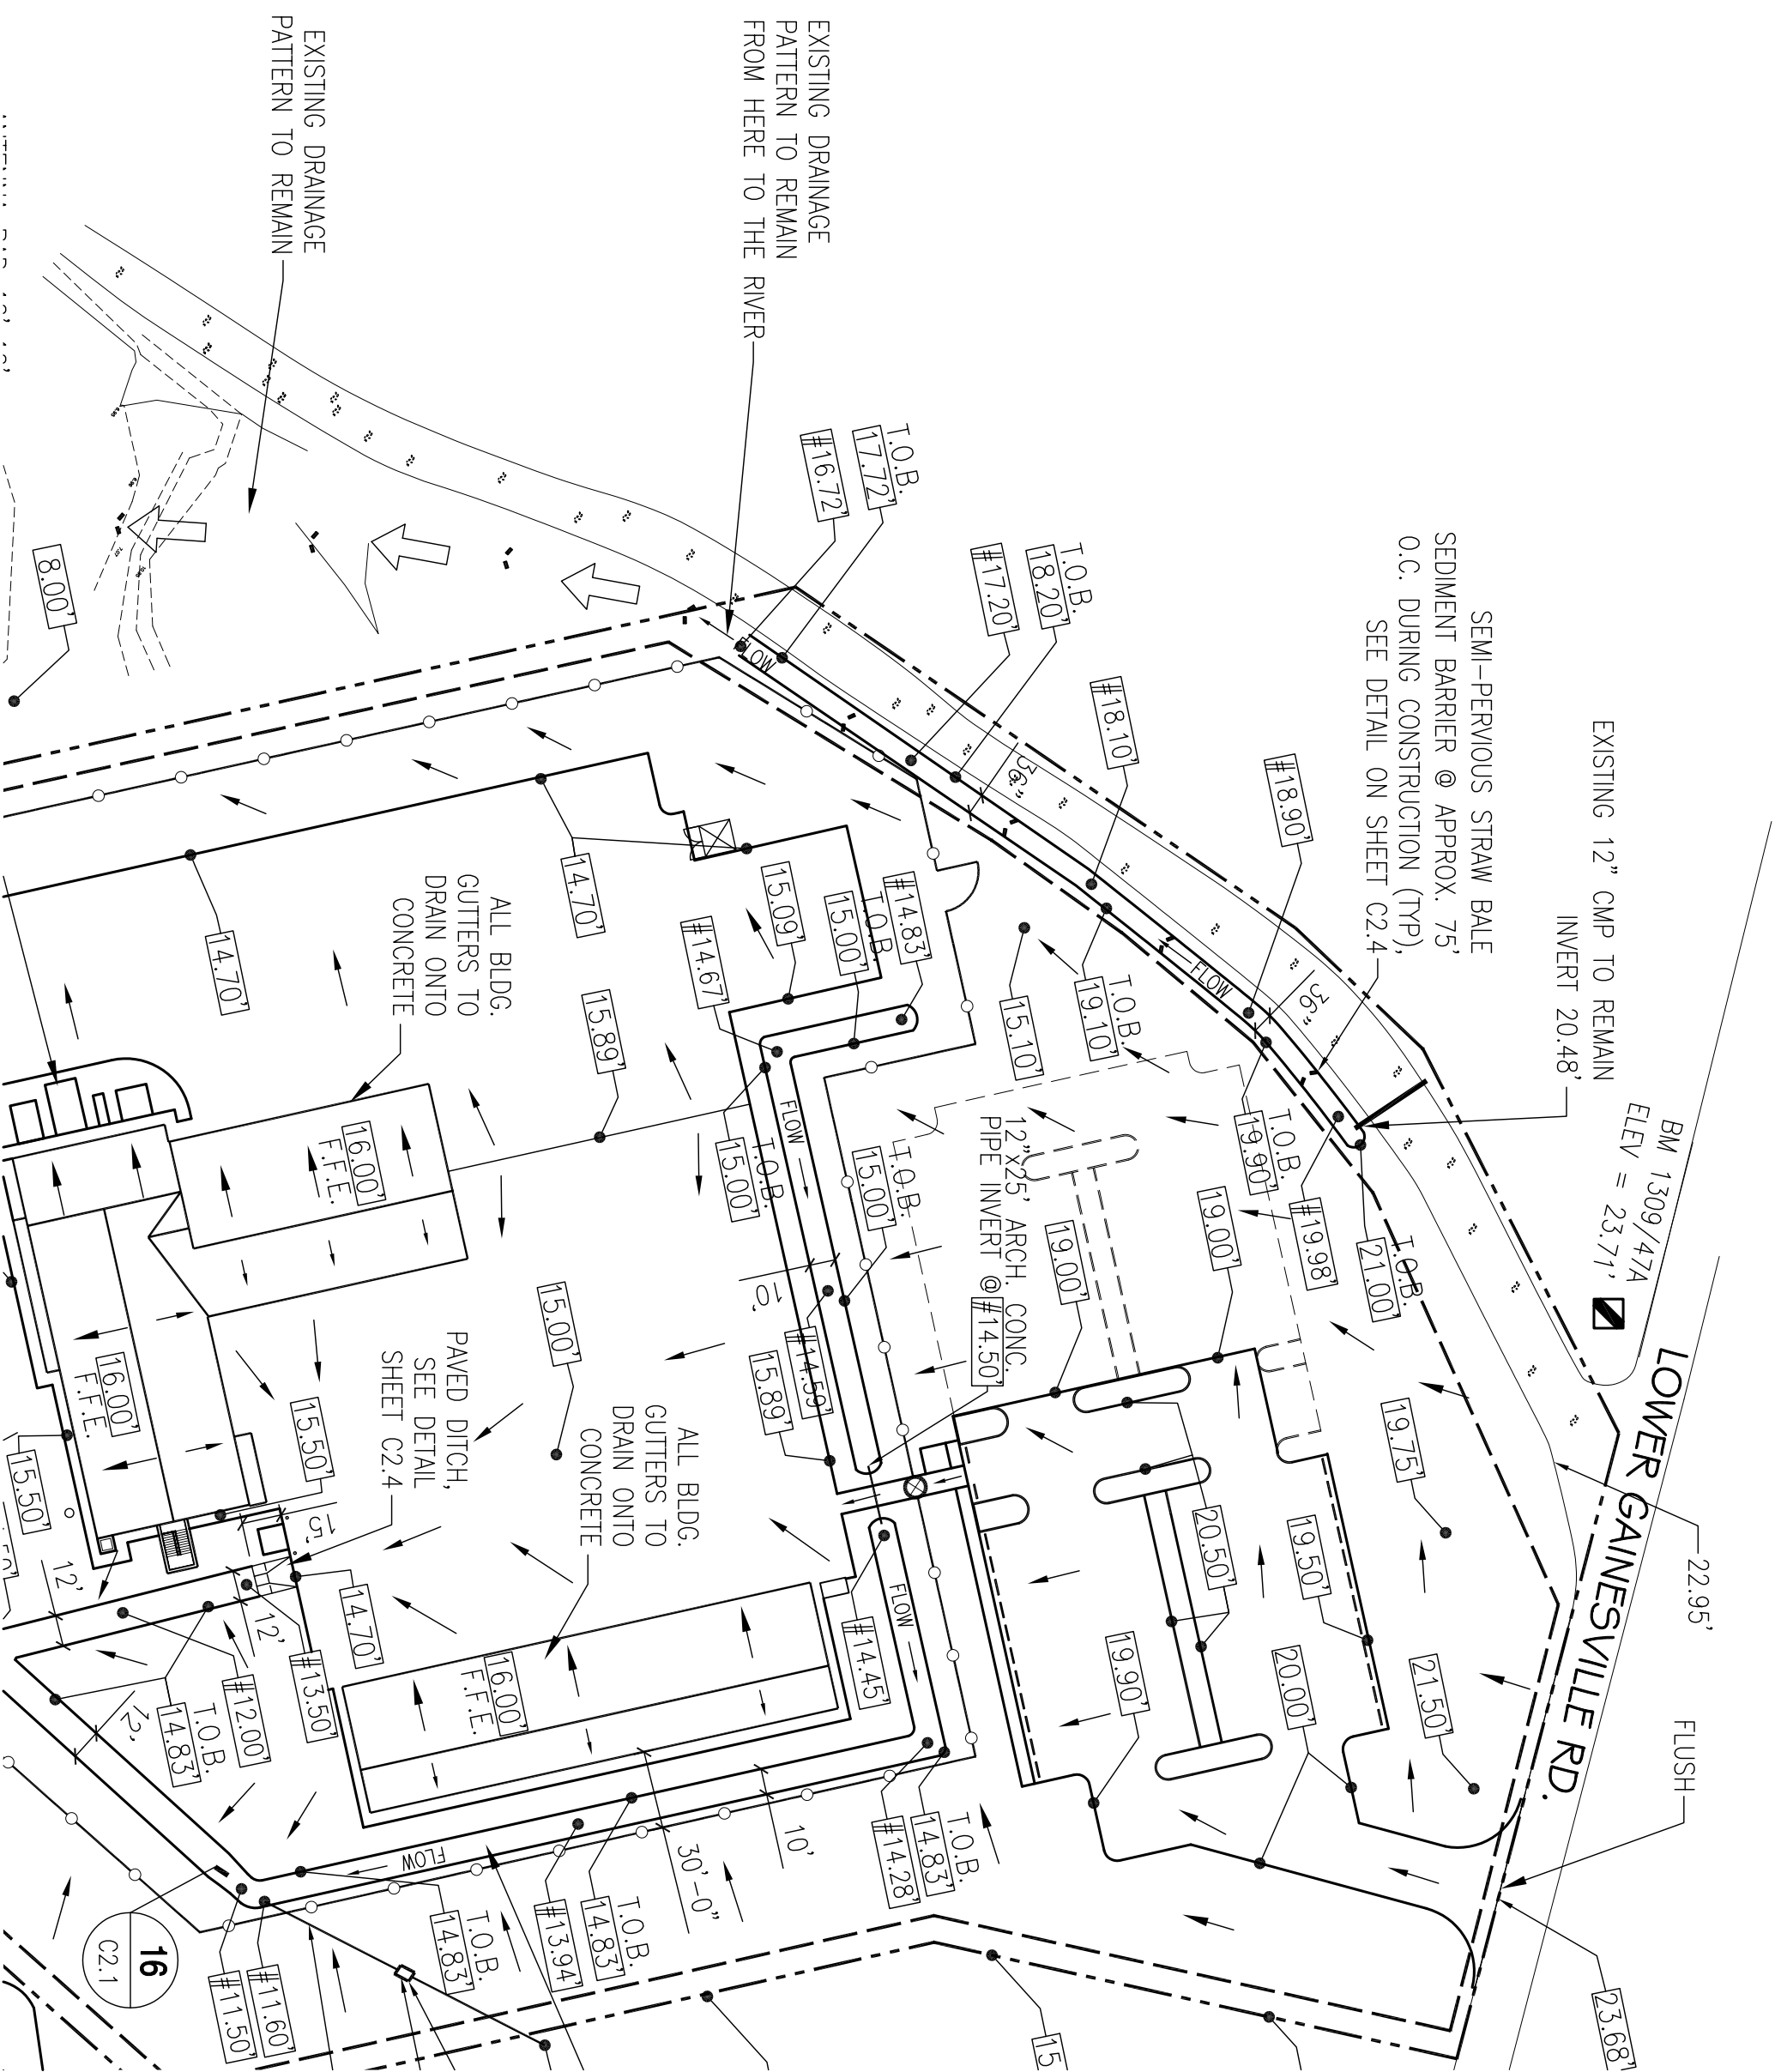 EXISTING DRAINAGE
PATTERN TO REMAIN
EXISTING DRAINAGE
PATTERN TO REMAIN
FROM HERE TO THE RIVER
T.O.B.
17.72'
#16.72'
T.O.B.
18.20'
#17.20'
SEMI-PERVIOUS STRAW BALE
SEDIMENT BARRIER @ APPROX. 75'
O.C. DURING CONSTRUCTION (TYP),
SEE DETAIL ON SHEET C2.4
EXISTING 12" CMP TO REMAIN
INVERT 20.48'
BM 1309/47A
ELEV = 23.71'
LOWER GAINESVILLE RD.
22.95'
FLUSH
23.68'
8.00'
#18.10'
#18.90'
36"
36"
FLOW
FLOW
T.O.B.
19.10'
T.O.B.
19.90'
#19.98'
T.O.B.
21.00'
15.10'
14.70'
14.70'
15.09'
T.O.B.
15.00'
#14.83'
#14.67'
ALL BLDG.
GUTTERS TO
DRAIN ONTO
CONCRETE
15.89'
FLOW
T.O.B.
15.00'
T.O.B.
15.00'
12"x25' ARCH. CONC.
PIPE INVERT @ #14.50'
19.00'
19.00'
10'
#14.59'
15.89'
19.75'
20.50'
19.50'
21.50'
20.00'
19.90'
16.00'
F.F.E.
16.00'
F.F.E.
15.00'
PAVED DITCH,
SEE DETAIL
SHEET C2.4
15.50'
15.50'
ALL BLDG.
GUTTERS TO
DRAIN ONTO
CONCRETE
15'
12'
12'
12'
14.70'
#13.50'
#12.00'
T.O.B.
14.83'
16.00'
F.F.E.
FLOW
#14.45'
T.O.B.
14.83'
#14.28'
10'
30'-0"
T.O.B.
14.83'
#13.94'
FLOW
T.O.B.
14.83'
#11.60'
#11.50'
16
C2.1
15